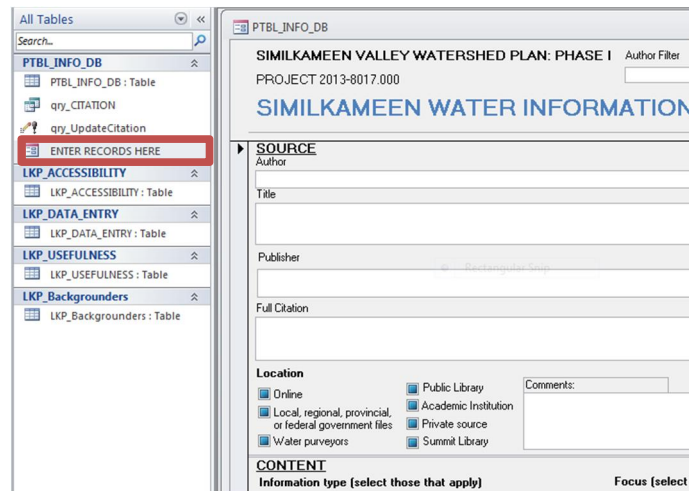 All Tables
Search...
PTBL_INFO_DB
PTBL_INFO_DB : Table
qry_CITATION
qry_UpdateCitation
ENTER RECORDS HERE
LKP_ACCESSIBILITY
LKP_ACCESSIBILITY : Table
LKP_DATA_ENTRY
LKP_DATA_ENTRY : Table
LKP_USEFULNESS
LKP_USEFULNESS : Table
LKP_Backgrounders
LKP_Backgrounders : Table
PTBL_INFO_DB
SIMILKAMEEN VALLEY WATERSHED PLAN: PHASE I
Author Filter
PROJECT 2013-8017.000
SIMILKAMEEN WATER INFORMATION
SOURCE
Author
Title
Publisher
Rectangular Snip
Full Citation
Location
Online
Local, regional, provincial,
or federal government files
Water purveyors
Public Library
Academic Institution
Private source
Summit Library
Comments:
CONTENT
Information type (select those that apply)
Focus (select